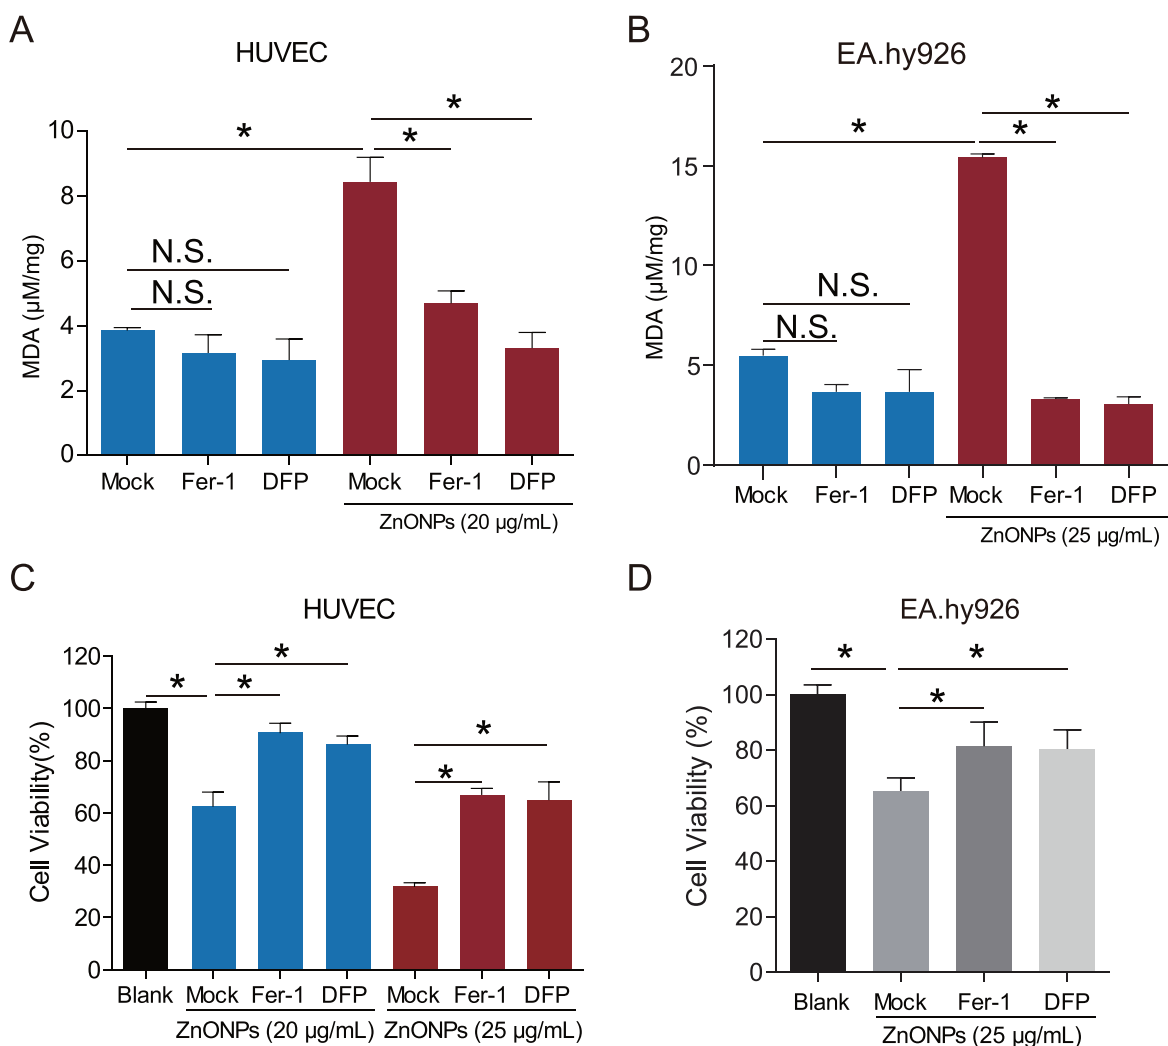 A
HUVEC
MDA (µM/mg)
10
8
6
4
2
0
*
*
*
N.S.
N.S.
Mock Fer-1 DFP Mock Fer-1 DFP
ZnONPs (20 µg/mL)
B
EA.hy926
MDA (µM/mg)
20
15
10
5
0
*
*
*
N.S.
N.S.
Mock Fer-1 DFP Mock Fer-1 DFP
ZnONPs (25 µg/mL)
C
HUVEC
Cell Viability(%)
120
100
80
60
40
20
0
*
*
*
*
*
Blank Mock Fer-1 DFP Mock Fer-1 DFP
ZnONPs (20 µg/mL) ZnONPs (25 µg/mL)
D
EA.hy926
Cell Viability (%)
120
100
80
60
40
20
0
*
*
*
Blank Mock Fer-1 DFP
ZnONPs (25 µg/mL)